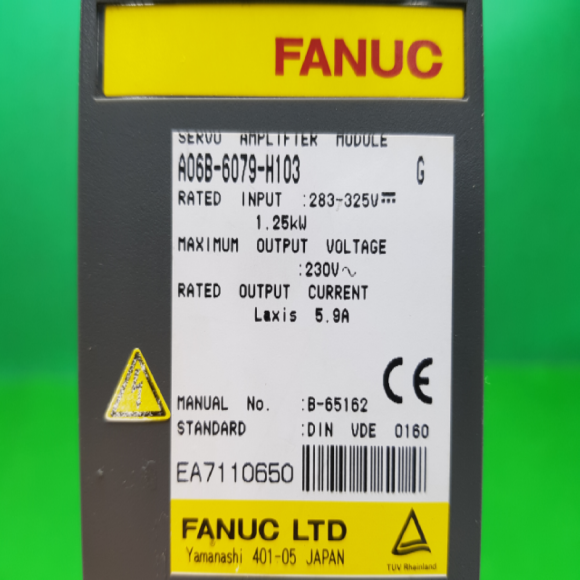 FANUC
SERVO AMPLIFIER MODULE
A06B-6079-H103 G
RATED INPUT :283-325V⎓
1.25kW
MAXIMUM OUTPUT VOLTAGE
:230V∿
RATED OUTPUT CURRENT
Laxis 5.9A
CE
MANUAL No. :B-65162
STANDARD :DIN VDE 0160
EA7110650
FANUC LTD
Yamanashi 401-05 JAPAN
TUV Rheinland